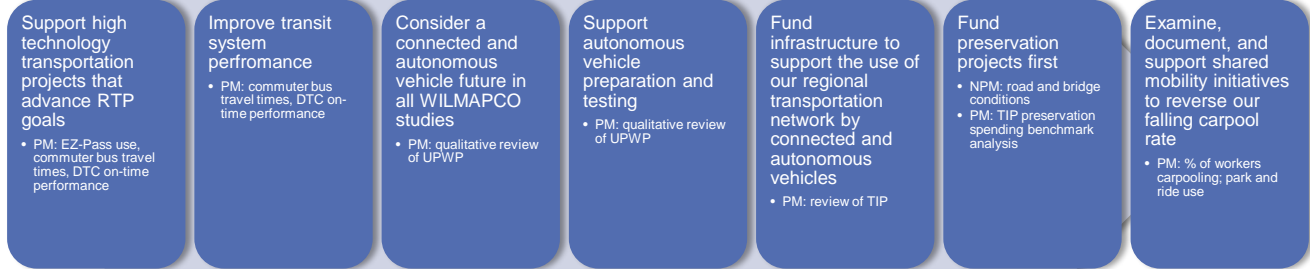 Support high
technology
transportation
projects that
advance RTP
goals
• PM: EZ-Pass use,
commuter bus travel
times, DTC on-time
performance
Improve transit
system
perfromance
• PM: commuter bus
travel times, DTC on-
time performance
Consider a
connected and
autonomous
vehicle future in
all WILMAPCO
studies
• PM: qualitative review
of UPWP
Support
autonomous
vehicle
preparation and
testing
• PM: qualitative review
of UPWP
Fund
infrastructure to
support the use of
our regional
transportation
network by
connected and
autonomous
vehicles
• PM: review of TIP
Fund
preservation
projects first
• NPM: road and bridge
conditions
• PM: TIP preservation
spending benchmark
analysis
Examine,
document, and
support shared
mobility initiatives
to reverse our
falling carpool
rate
• PM: % of workers
carpooling; park and
ride use